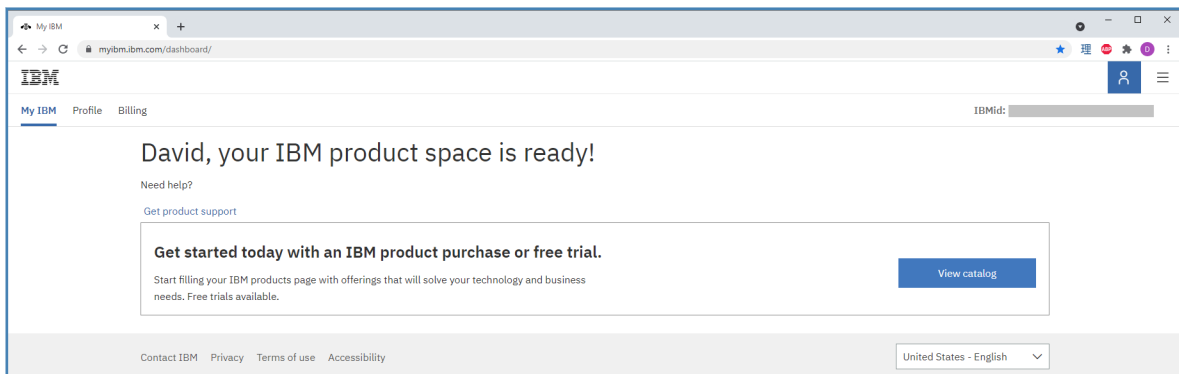 My IBM
myibm.ibm.com/dashboard/
理 ABP D
IBM
My IBM Profile Billing IBMid:
David, your IBM product space is ready!
Need help?
Get product support
Get started today with an IBM product purchase or free trial.
Start filling your IBM products page with offerings that will solve your technology and business
needs. Free trials available.
View catalog
Contact IBM Privacy Terms of use Accessibility
United States - English